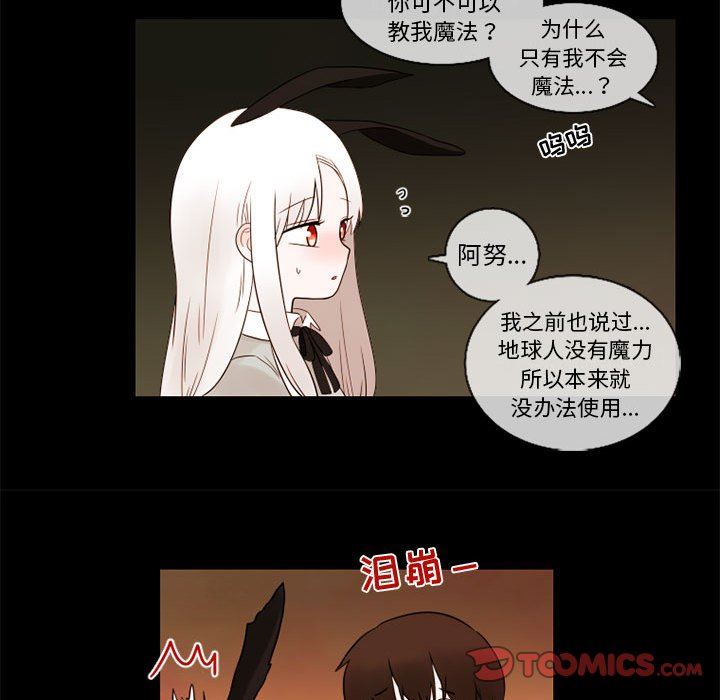 你可不可以
教我魔法？
为什么
只有我不会
魔法...？
呜呜
阿努...
我之前也说过...
地球人没有魔力
所以本来就
没办法使用...
泪崩
TOOMICS.COM